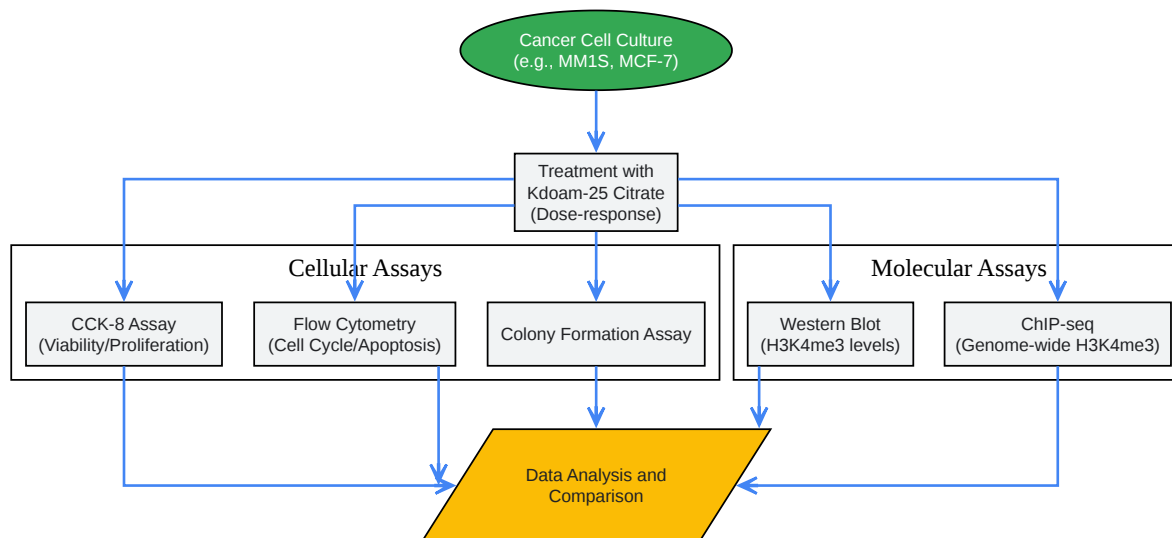 Cancer Cell Culture
(e.g., MM1S, MCF-7)
Treatment with
Kdoam-25 Citrate
(Dose-response)
Cellular Assays
Molecular Assays
CCK-8 Assay
(Viability/Proliferation)
Flow Cytometry
(Cell Cycle/Apoptosis)
Colony Formation Assay
Western Blot
(H3K4me3 levels)
ChIP-seq
(Genome-wide H3K4me3)
Data Analysis and
Comparison